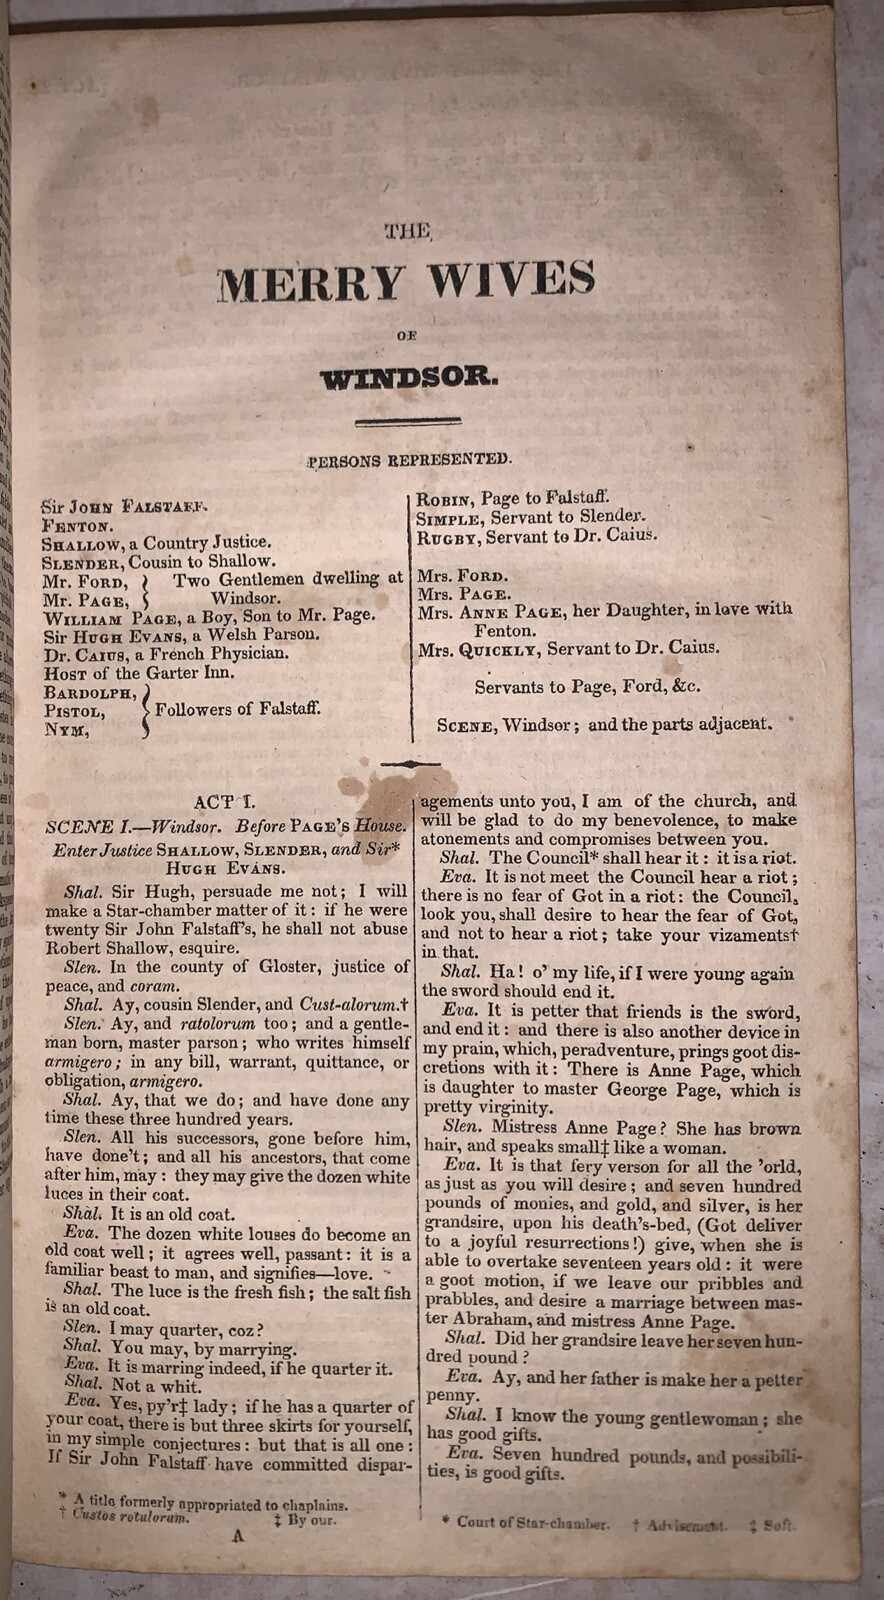 THE
MERRY WIVES
OF
WINDSOR.
PERSONS REPRESENTED.
Sir JOHN FALSTAFF.
FENTON.
SHALLOW, a Country Justice.
SLENDER, Cousin to Shallow.
Mr. FORD, } Two Gentlemen dwelling at
Mr. PAGE, } Windsor.
WILLIAM PAGE, a Boy, Son to Mr. Page.
Sir HUGH EVANS, a Welsh Parson.
Dr. CAIUS, a French Physician.
HOST of the Garter Inn.
BARDOLPH,
PISTOL, } Followers of Falstaff.
NYM,
ROBIN, Page to Falstaff.
SIMPLE, Servant to Slender.
RUGBY, Servant to Dr. Caius.
Mrs. FORD.
Mrs. PAGE.
Mrs. ANNE PAGE, her Daughter, in love with
Fenton.
Mrs. QUICKLY, Servant to Dr. Caius.
Servants to Page, Ford, &c.
SCENE, Windsor; and the parts adjacent.
ACT I.
SCENE I.—Windsor. Before PAGE'S House.
Enter Justice SHALLOW, SLENDER, and Sir*
HUGH EVANS.
Shal. Sir Hugh, persuade me not; I will
make a Star-chamber matter of it: if he were
twenty Sir John Falstaff's, he shall not abuse
Robert Shallow, esquire.
Slen. In the county of Gloster, justice of
peace, and coram.
Shal. Ay, cousin Slender, and Cust-alorum.†
Slen. Ay, and ratolorum too; and a gentle-
man born, master parson; who writes himself
armigero; in any bill, warrant, quittance, or
obligation, armigero.
Shal. Ay, that we do; and have done any
time these three hundred years.
Slen. All his successors, gone before him,
have done't; and all his ancestors, that come
after him, may: they may give the dozen white
luces in their coat.
Shal. It is an old coat.
Eva. The dozen white louses do become an
old coat well; it agrees well, passant: it is a
familiar beast to man, and signifies—love.
Shal. The luce is the fresh fish; the salt fish
is an old coat.
Slen. I may quarter, coz?
Shal. You may, by marrying.
Eva. It is marring indeed, if he quarter it.
Shal. Not a whit.
Eva. Yes, py'r‡ lady; if he has a quarter of
your coat, there is but three skirts for yourself,
in my simple conjectures: but that is all one:
If Sir John Falstaff have committed dispar-
* A title formerly appropriated to chaplains.
† Custos rotulorum. ‡ By our.
A
agements unto you, I am of the church, and
will be glad to do my benevolence, to make
atonements and compromises between you.
Shal. The Council* shall hear it: it is a riot.
Eva. It is not meet the Council hear a riot;
there is no fear of Got in a riot: the Council,
look you, shall desire to hear the fear of Got,
and not to hear a riot; take your vizaments†
in that.
Shal. Ha! o' my life, if I were young again
the sword should end it.
Eva. It is petter that friends is the sword,
and end it: and there is also another device in
my prain, which, peradventure, prings goot dis-
cretions with it: There is Anne Page, which
is daughter to master George Page, which is
pretty virginity.
Slen. Mistress Anne Page? She has brown
hair, and speaks small‡ like a woman.
Eva. It is that fery verson for all the 'orld,
as just as you will desire; and seven hundred
pounds of monies, and gold, and silver, is her
grandsire, upon his death's-bed, (Got deliver
to a joyful resurrections!) give, when she is
able to overtake seventeen years old: it were
a goot motion, if we leave our pribbles and
prabbles, and desire a marriage between mas-
ter Abraham, and mistress Anne Page.
Shal. Did her grandsire leave her seven hun-
dred pound?
Eva. Ay, and her father is make her a petter
penny.
Shal. I know the young gentlewoman; she
has good gifts.
Eva. Seven hundred pounds, and possibili-
ties, is good gifts.
* Court of Star-chamber. † Advisement. ‡ Soft.